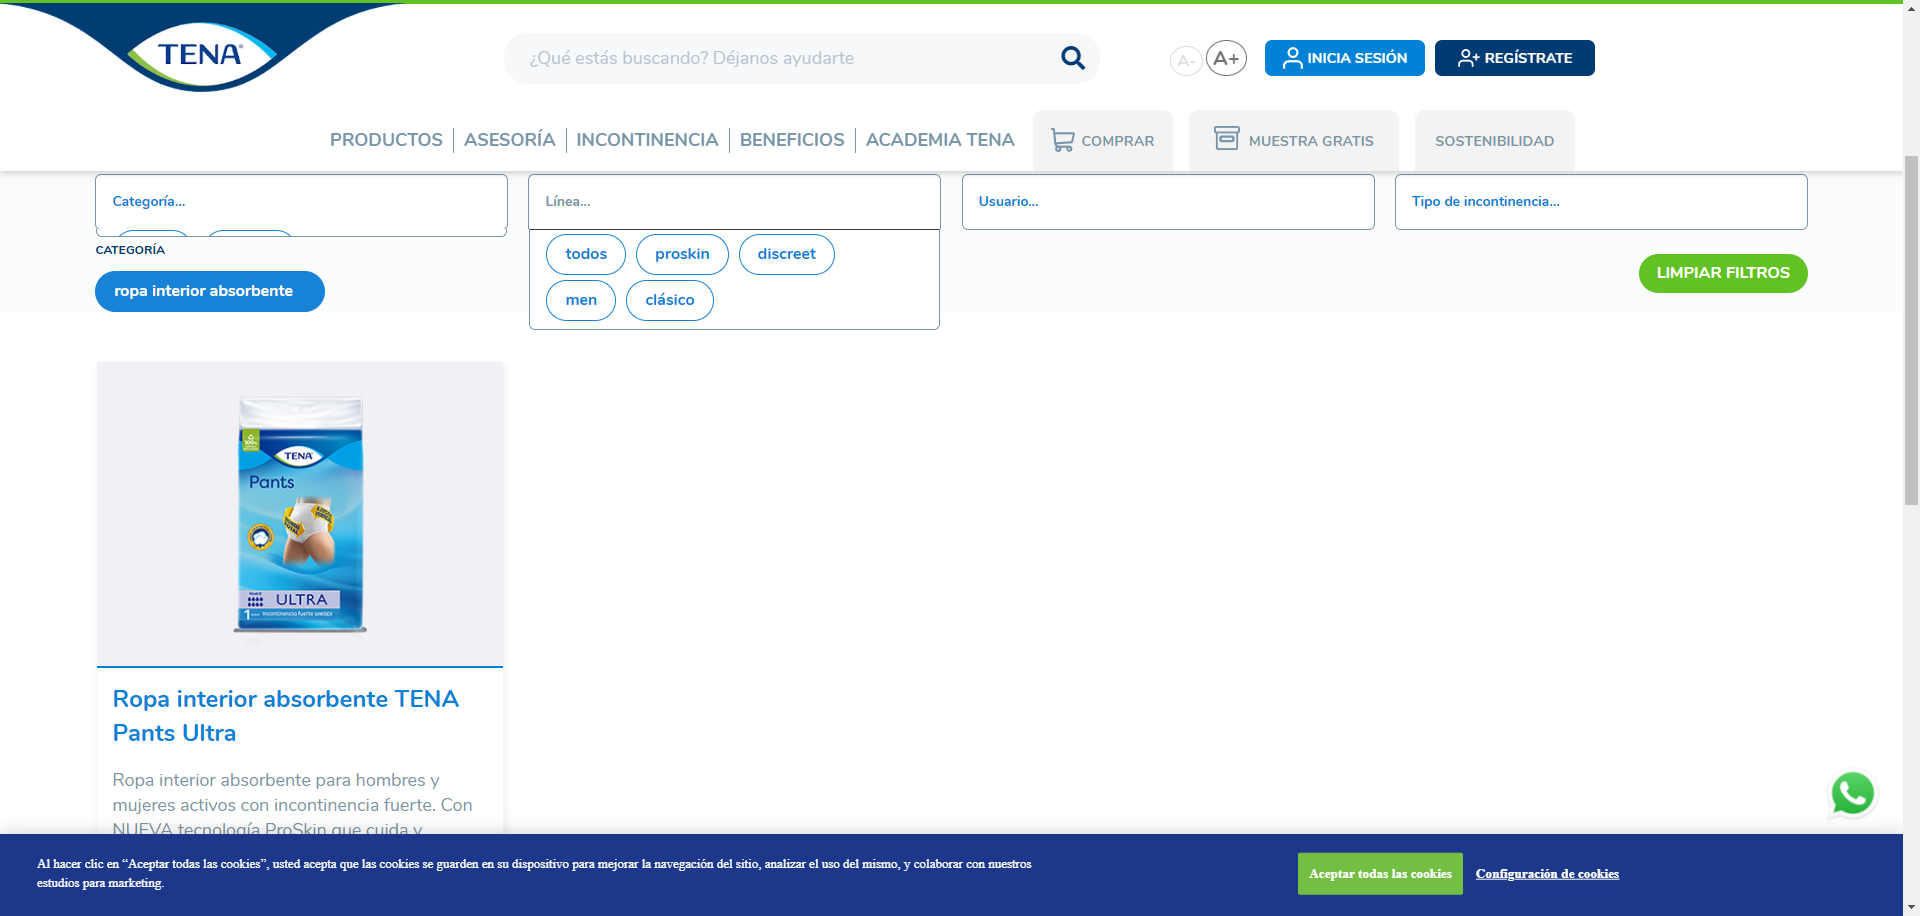 TENA
¿Qué estás buscando? Déjanos ayudarte
A-
A+
INICIA SESIÓN
REGÍSTRATE
PRODUCTOS
ASESORÍA
INCONTINENCIA
BENEFICIOS
ACADEMIA TENA
COMPRAR
MUESTRA GRATIS
SOSTENIBILIDAD
Categoría...
Línea...
Usuario...
Tipo de incontinencia...
CATEGORÍA
ropa interior absorbente
todos
proskin
discreet
men
clásico
LIMPIAR FILTROS
TENA
Pants
ULTRA
1
Incontinencia fuerte UNISEX
Ropa interior absorbente TENA
Pants Ultra
Ropa interior absorbente para hombres y
mujeres activos con incontinencia fuerte. Con
NUEVA tecnología ProSkin que cuida y
Al hacer clic en “Aceptar todas las cookies”, usted acepta que las cookies se guarden en su dispositivo para mejorar la navegación del sitio, analizar el uso del mismo, y colaborar con nuestros
estudios para marketing.
Aceptar todas las cookies
Configuración de cookies